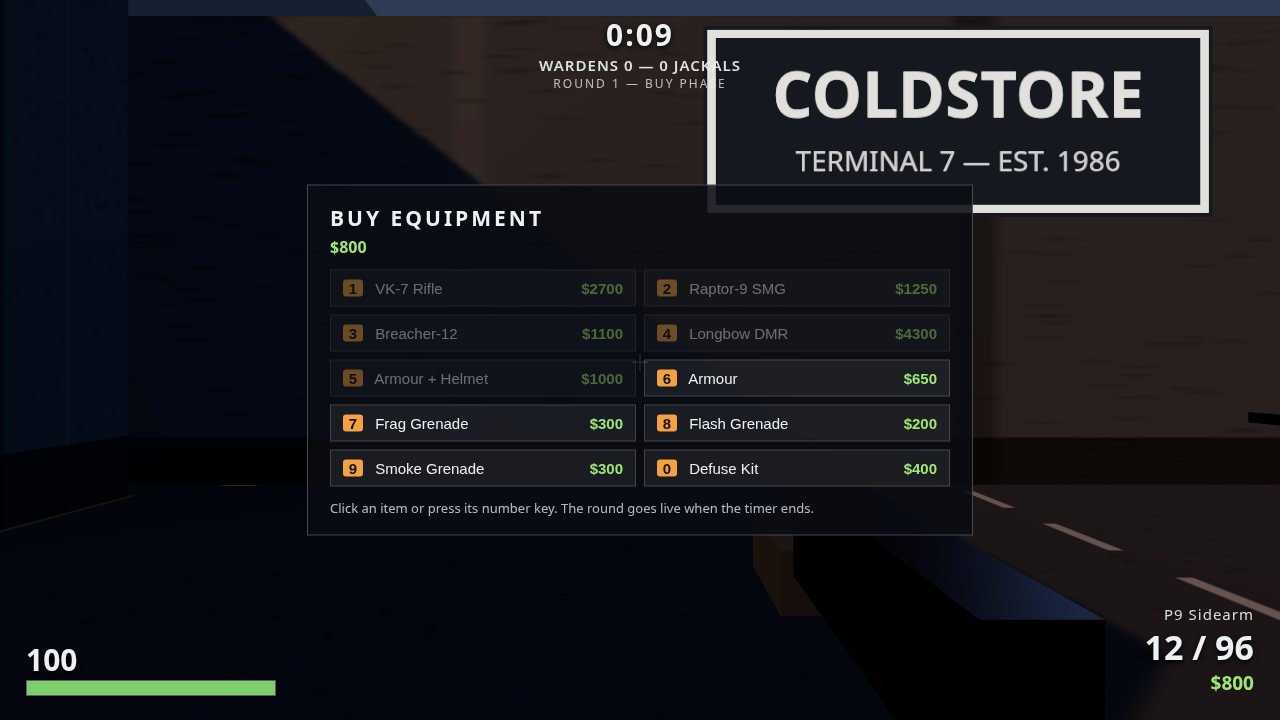 0:09
WARDENS 0 — 0 JACKALS
ROUND 1 — BUY PHASE
COLDSTORE
TERMINAL 7 — EST. 1986
BUY EQUIPMENT
$800
1 VK-7 Rifle $2700
2 Raptor-9 SMG $1250
3 Breacher-12 $1100
4 Longbow DMR $4300
5 Armour + Helmet $1000
6 Armour $650
7 Frag Grenade $300
8 Flash Grenade $200
9 Smoke Grenade $300
0 Defuse Kit $400
Click an item or press its number key. The round goes live when the timer ends.
100
P9 Sidearm
12 / 96
$800